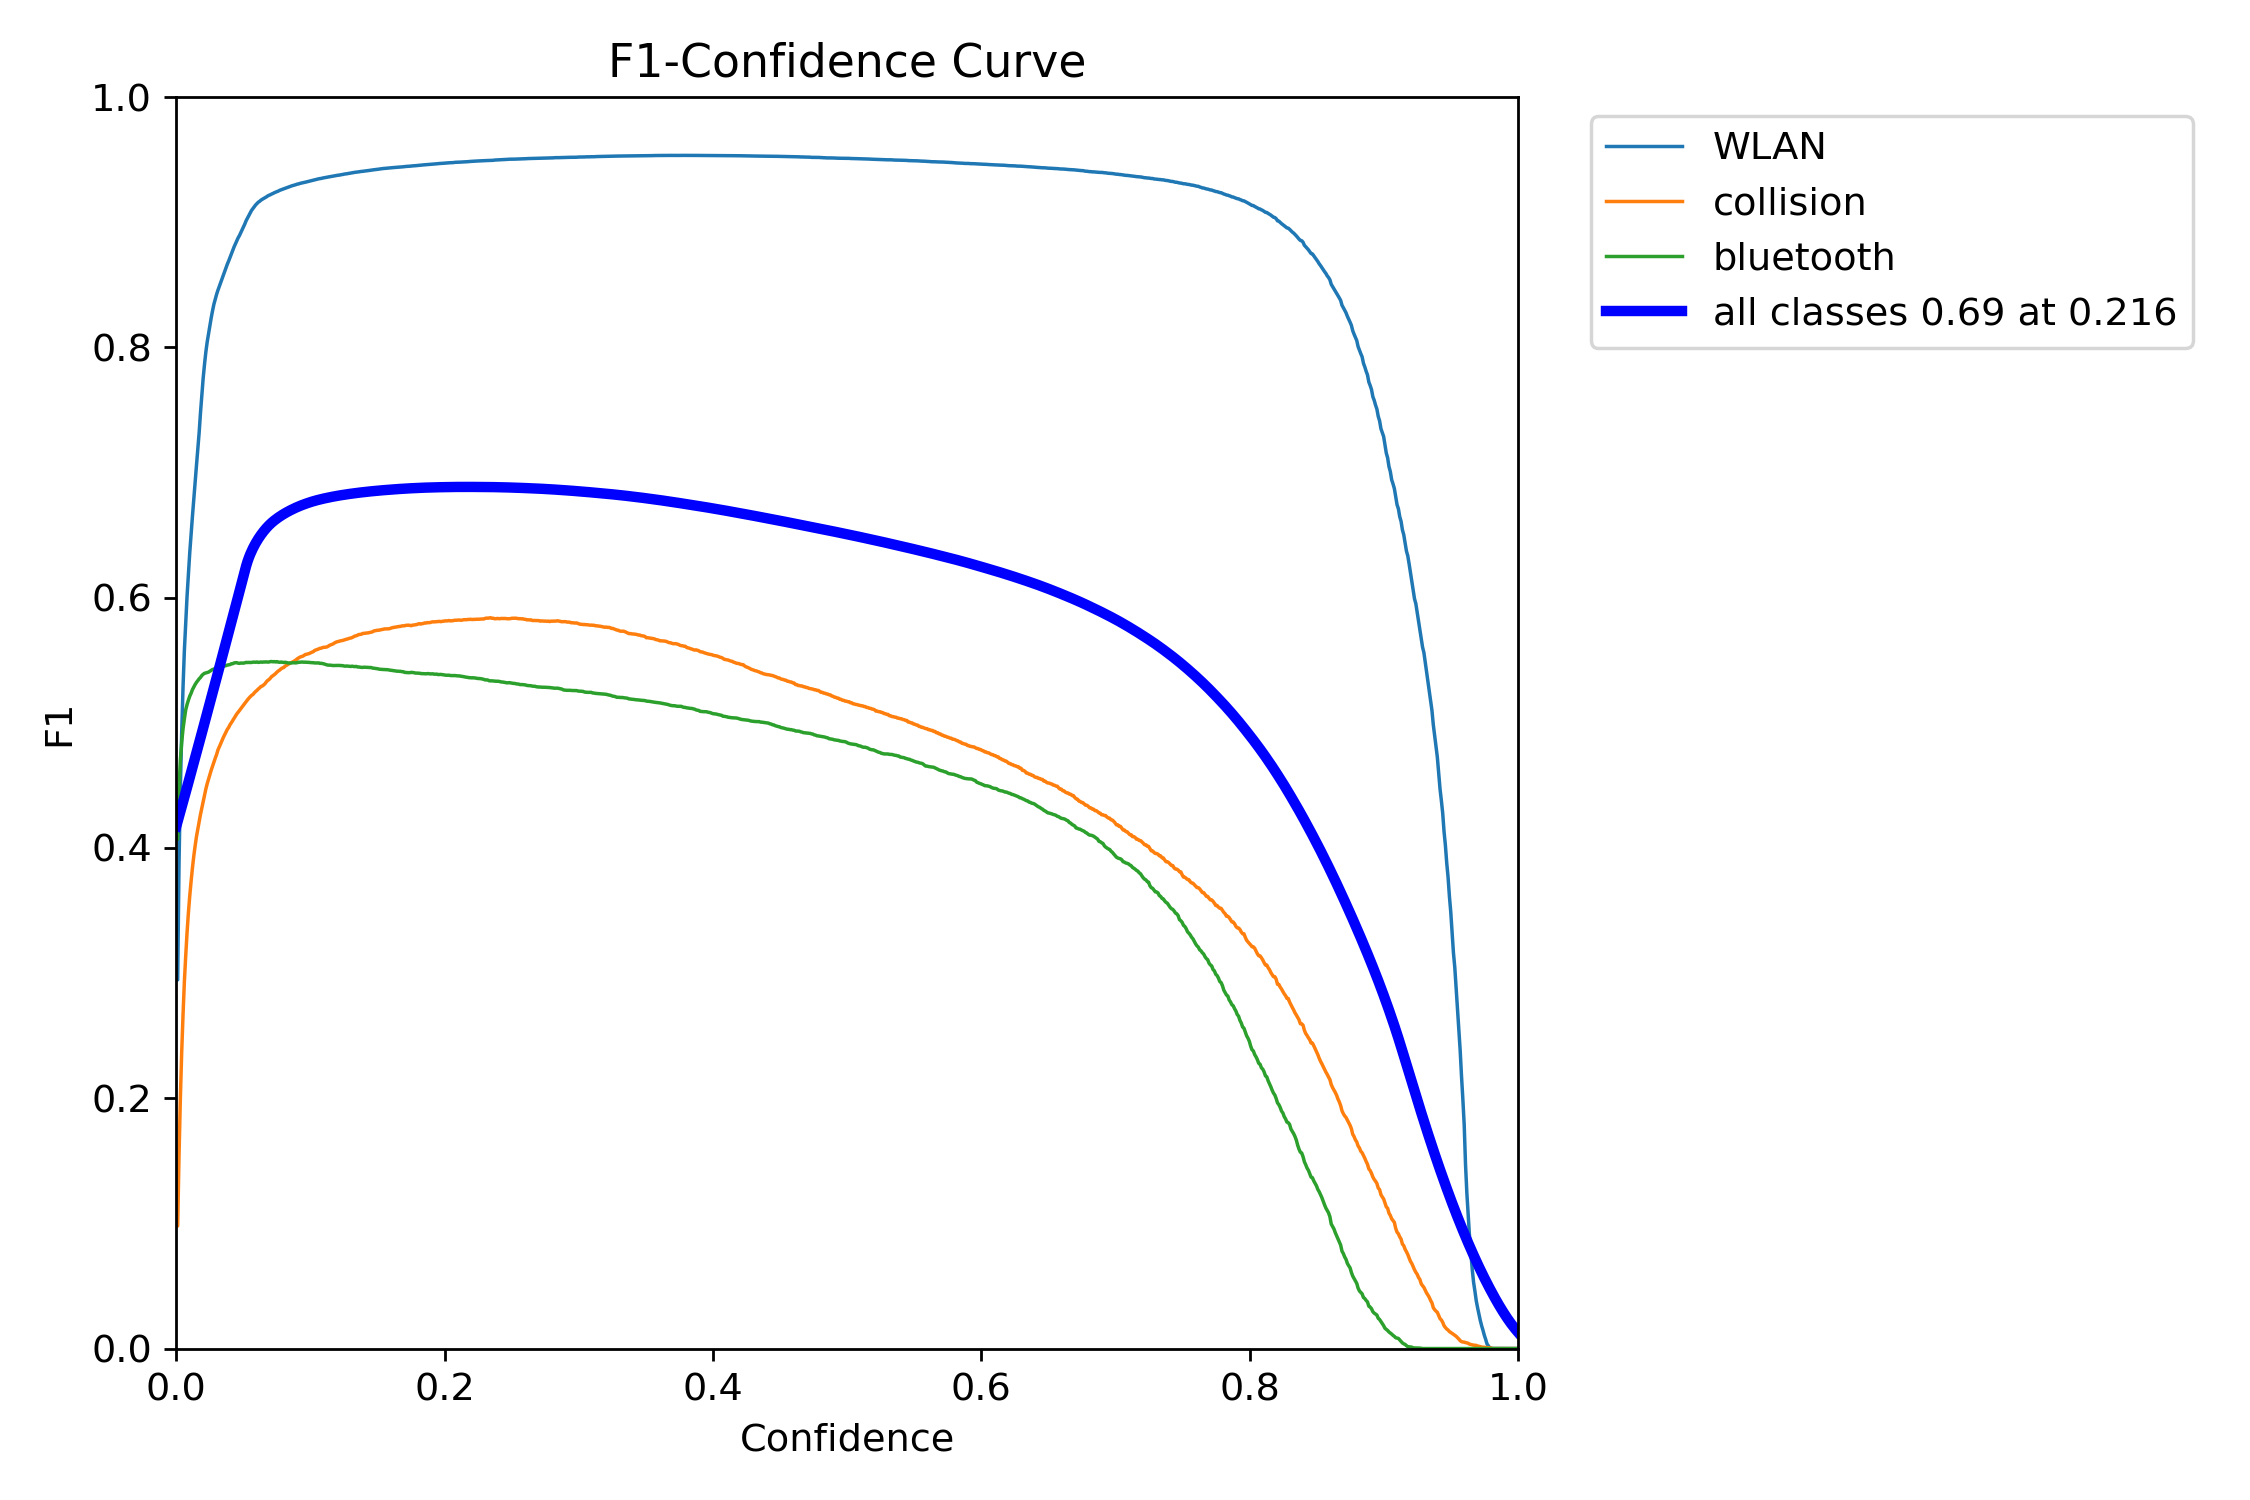 F1-Confidence Curve
1.0
0.8
0.6
0.4
0.2
0.0
F1
0.0 0.2 0.4 0.6 0.8 1.0
Confidence
WLAN
collision
bluetooth
all classes 0.69 at 0.216